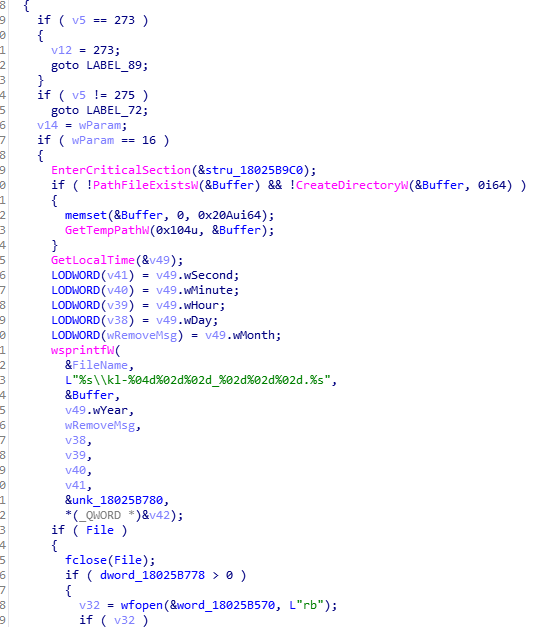 8 {
9 if ( v5 == 273 )
0 {
1 v12 = 273;
2 goto LABEL_89;
3 }
4 if ( v5 != 275 )
5 goto LABEL_72;
6 v14 = wParam;
7 if ( wParam == 16 )
8 {
9 EnterCriticalSection(&stru_18025B9C0);
0 if ( !PathFileExistsW(&Buffer) && !CreateDirectoryW(&Buffer, 0i64) )
1 {
2 memset(&Buffer, 0, 0x20Aui64);
3 GetTempPathW(0x104u, &Buffer);
4 }
5 GetLocalTime(&v49);
6 LODWORD(v41) = v49.wSecond;
7 LODWORD(v40) = v49.wMinute;
8 LODWORD(v39) = v49.wHour;
9 LODWORD(v38) = v49.wDay;
0 LODWORD(wRemoveMsg) = v49.wMonth;
1 wsprintfW(
2 &FileName,
3 L"%s\\kl-%04d%02d%02d_%02d%02d%02d.%s",
4 &Buffer,
5 v49.wYear,
6 wRemoveMsg,
7 v38,
8 v39,
9 v40,
0 v41,
1 &unk_18025B780,
2 *(_QWORD *)&v42);
3 if ( File )
4 {
5 fclose(File);
6 if ( dword_18025B778 > 0 )
7 {
8 v32 = wfopen(&word_18025B570, L"rb");
9 if ( v32 )